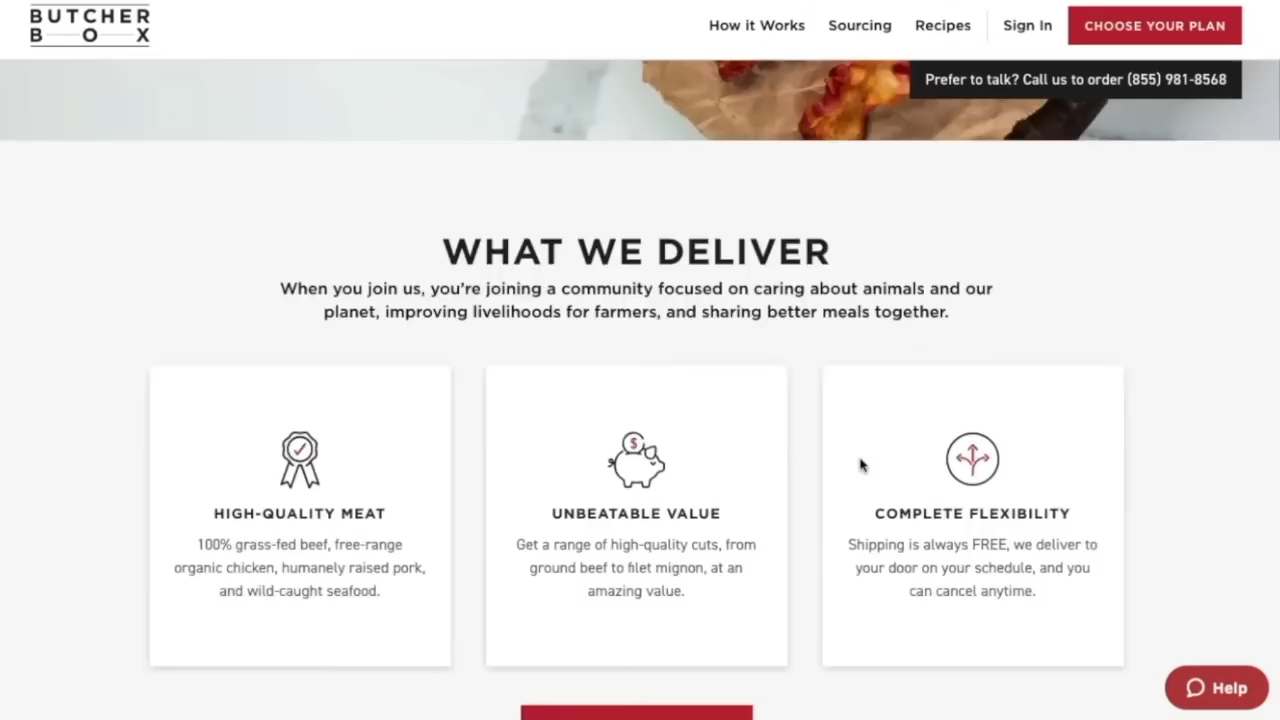 BUTCHER
BOX
How it Works
Sourcing
Recipes
Sign In
CHOOSE YOUR PLAN
Prefer to talk? Call us to order (855) 981-8568
WHAT WE DELIVER
When you join us, you’re joining a community focused on caring about animals and our
planet, improving livelihoods for farmers, and sharing better meals together.
$
HIGH-QUALITY MEAT
100% grass-fed beef, free-range
organic chicken, humanely raised pork,
and wild-caught seafood.
UNBEATABLE VALUE
Get a range of high-quality cuts, from
ground beef to filet mignon, at an
amazing value.
COMPLETE FLEXIBILITY
Shipping is always FREE, we deliver to
your door on your schedule, and you
can cancel anytime.
Help